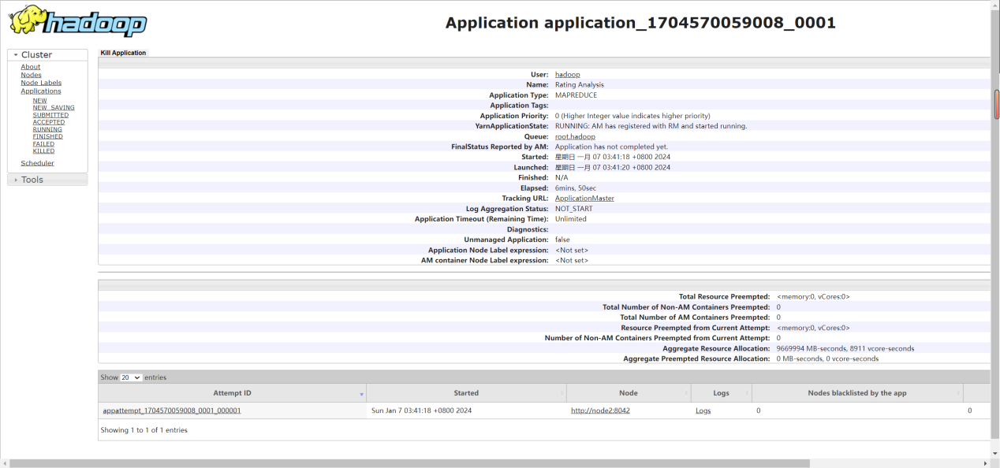 hadoop
Application application_1704570059008_0001
Cluster
About
Nodes
Node Labels
Applications
NEW
NEW_SAVING
SUBMITTED
ACCEPTED
RUNNING
FINISHED
FAILED
KILLED
Scheduler
Tools
Kill Application
User: hadoop
Name: Rating Analysis
Application Type: MAPREDUCE
Application Tags:
Application Priority: 0 (Higher Integer value indicates higher priority)
YarnApplicationState: RUNNING: AM has registered with RM and started running.
Queue: root.hadoop
FinalStatus Reported by AM: Application has not completed yet.
Started: 星期日 一月 07 03:41:18 +0800 2024
Launched: 星期日 一月 07 03:41:20 +0800 2024
Finished: N/A
Elapsed: 6mins, 50sec
Tracking URL: ApplicationMaster
Log Aggregation Status: NOT_START
Application Timeout (Remaining Time): Unlimited
Diagnostics:
Unmanaged Application: false
Application Node Label expression: <Not set>
AM container Node Label expression: <Not set>
Total Resource Preempted: <memory:0, vCores:0>
Total Number of Non-AM Containers Preempted: 0
Total Number of AM Containers Preempted: 0
Resource Preempted from Current Attempt: <memory:0, vCores:0>
Number of Non-AM Containers Preempted from Current Attempt: 0
Aggregate Resource Allocation: 9669994 MB-seconds, 8911 vcore-seconds
Aggregate Preempted Resource Allocation: 0 MB-seconds, 0 vcore-seconds
Show 20 entries
Attempt ID Started Node Logs Nodes blacklisted by the app
appattempt_1704570059008_0001_000001 Sun Jan 7 03:41:18 +0800 2024 http://node2:8042 Logs 0 0
Showing 1 to 1 of 1 entries